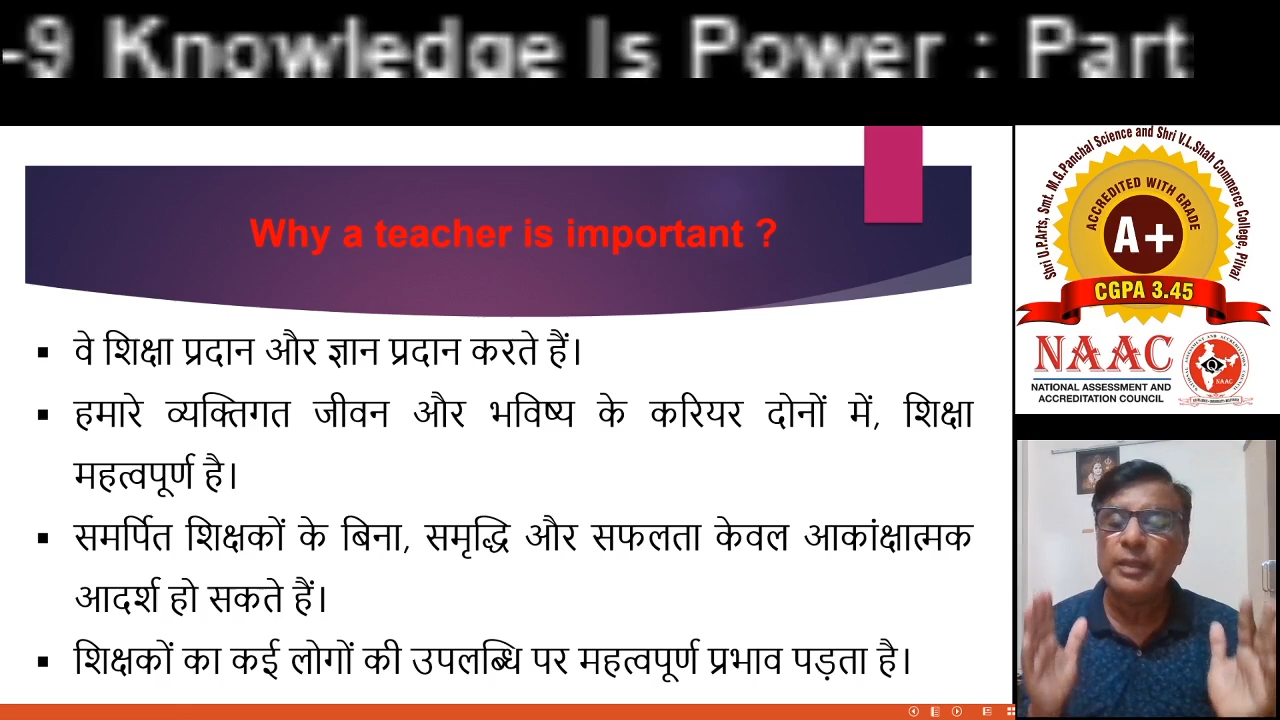 -9 Knowledge Is Power : Part
Why a teacher is important ?
▪ वे शिक्षा प्रदान और ज्ञान प्रदान करते हैं।
▪ हमारे व्यक्तिगत जीवन और भविष्य के करियर दोनों में, शिक्षा
महत्वपूर्ण है।
▪ समर्पित शिक्षकों के बिना, समृद्धि और सफलता केवल आकांक्षात्मक
आदर्श हो सकते हैं।
▪ शिक्षकों का कई लोगों की उपलब्धि पर महत्वपूर्ण प्रभाव पड़ता है।
Shri U.P.Arts, Smt. M.G.Panchal Science and Shri V.L.Shah Commerce College, Pilvai
ACCREDITED WITH GRADE
A+
CGPA 3.45
NAAC
NATIONAL ASSESSMENT AND
ACCREDITATION COUNCIL
NAAC